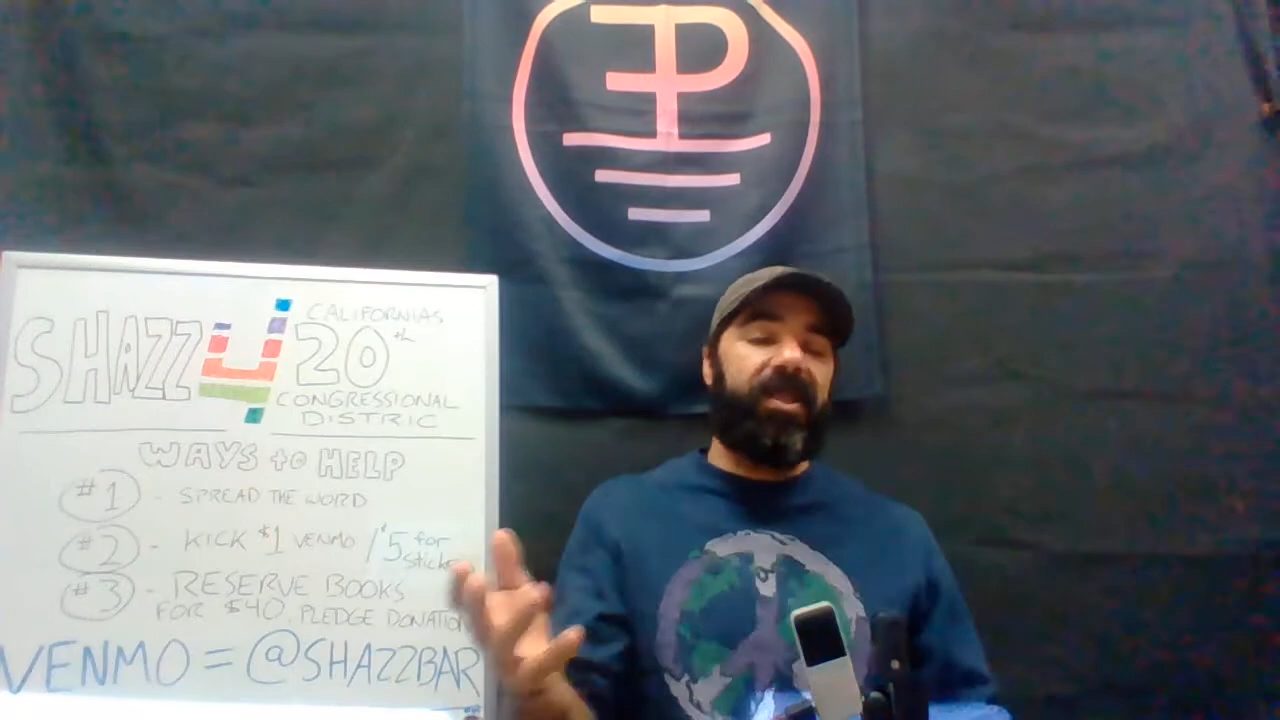 SHAZZ 4
CALIFORNIAS
20th
CONGRESSIONAL
DISTRIC
WAYS to HELP
#1 - SPREAD THE WORD
#2 - KICK $1 VENMO / $5 for
#3 - RESERVE BOOKS
FOR $40. PLEDGE DONATION
VENMO = @SHAZZBAR